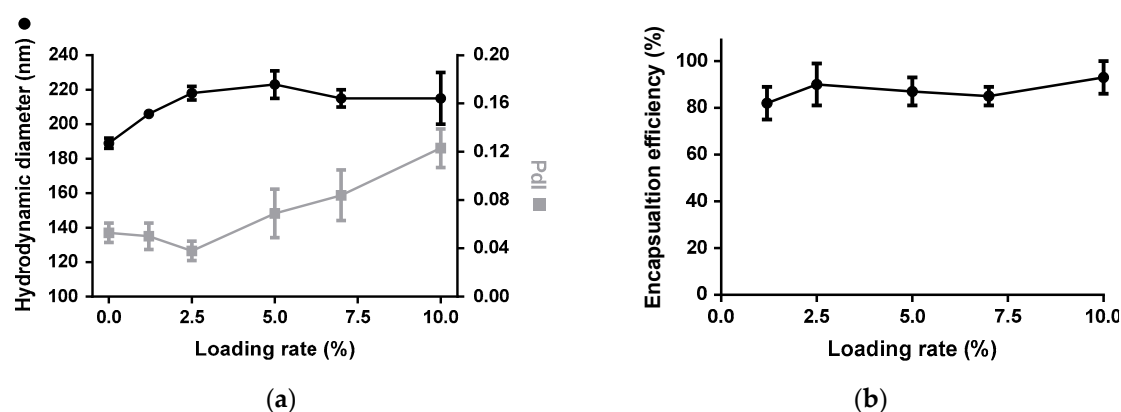 Hydrodynamic diameter (nm)
240
220
200
180
160
140
120
100
0.20
0.16
0.12
0.08
0.04
0.00
PdI
0.0 2.5 5.0 7.5 10.0
Loading rate (%)
(a)
Encapsualtion efficiency (%)
100
80
60
40
20
0
0.0 2.5 5.0 7.5 10.0
Loading rate (%)
(b)